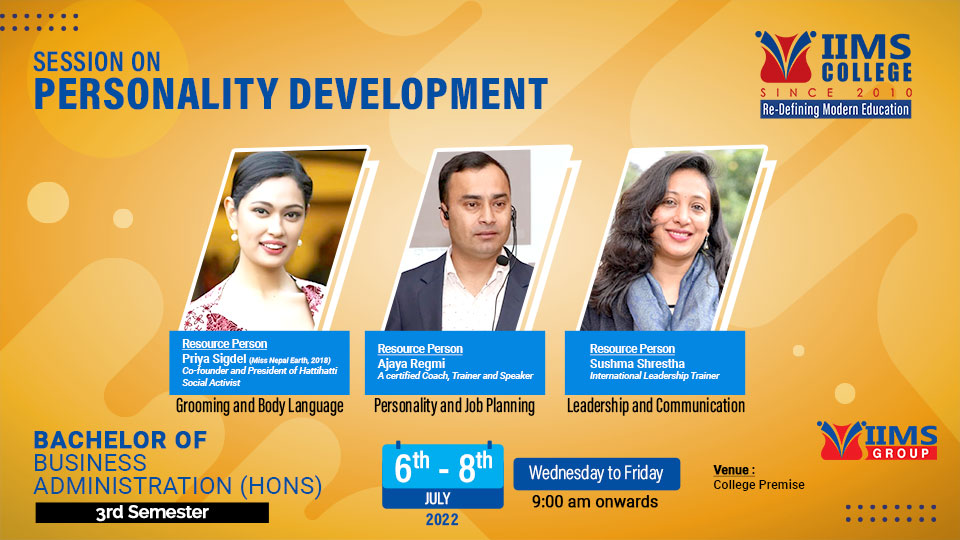 SESSION ON
PERSONALITY DEVELOPMENT
IIMS
COLLEGE
SINCE 2010
Re-Defining Modern Education
Resource Person
Priya Sigdel (Miss Nepal Earth, 2018)
Co-founder and President of Hattihatti
Social Activist
Grooming and Body Language
Resource Person
Ajaya Regmi
A certified Coach, Trainer and Speaker
Personality and Job Planning
Resource Person
Sushma Shrestha
International Leadership Trainer
Leadership and Communication
BACHELOR OF
BUSINESS
ADMINISTRATION (HONS)
3rd Semester
6th - 8th
JULY
2022
Wednesday to Friday
9:00 am onwards
Venue :
College Premise
IIMS
GROUP